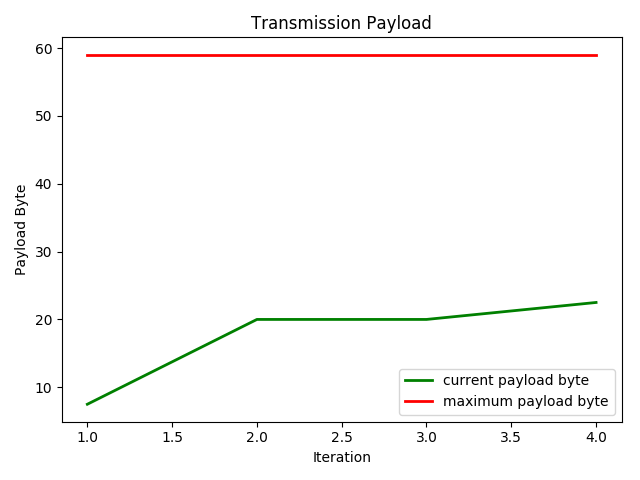 Transmission Payload
Payload Byte
60
50
40
30
20
10
current payload byte
maximum payload byte
1.0 1.5 2.0 2.5 3.0 3.5 4.0
Iteration